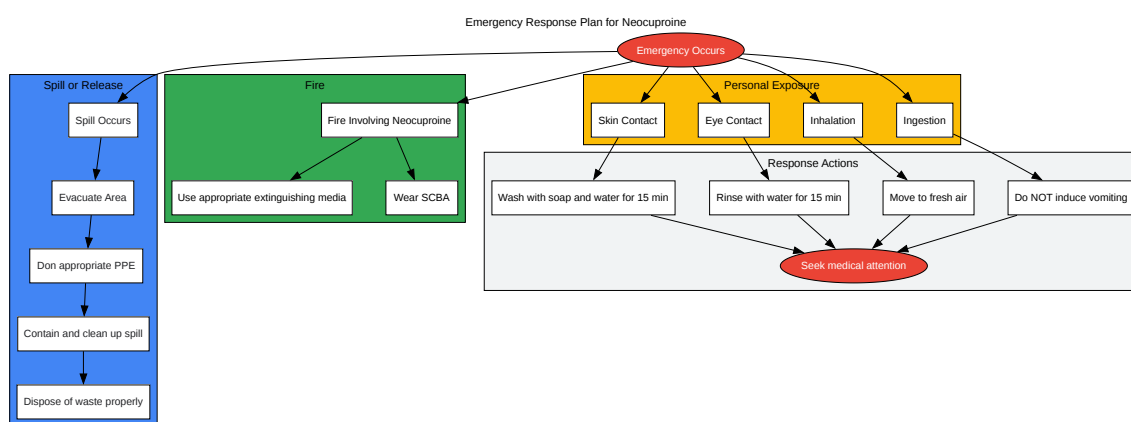 Emergency Response Plan for Neocuproine
Emergency Occurs
Spill or Release
Fire
Personal Exposure
Spill Occurs
Fire Involving Neocuproine
Skin Contact
Eye Contact
Inhalation
Ingestion
Response Actions
Evacuate Area
Use appropriate extinguishing media
Wear SCBA
Wash with soap and water for 15 min
Rinse with water for 15 min
Move to fresh air
Do NOT induce vomiting
Don appropriate PPE
Seek medical attention
Contain and clean up spill
Dispose of waste properly